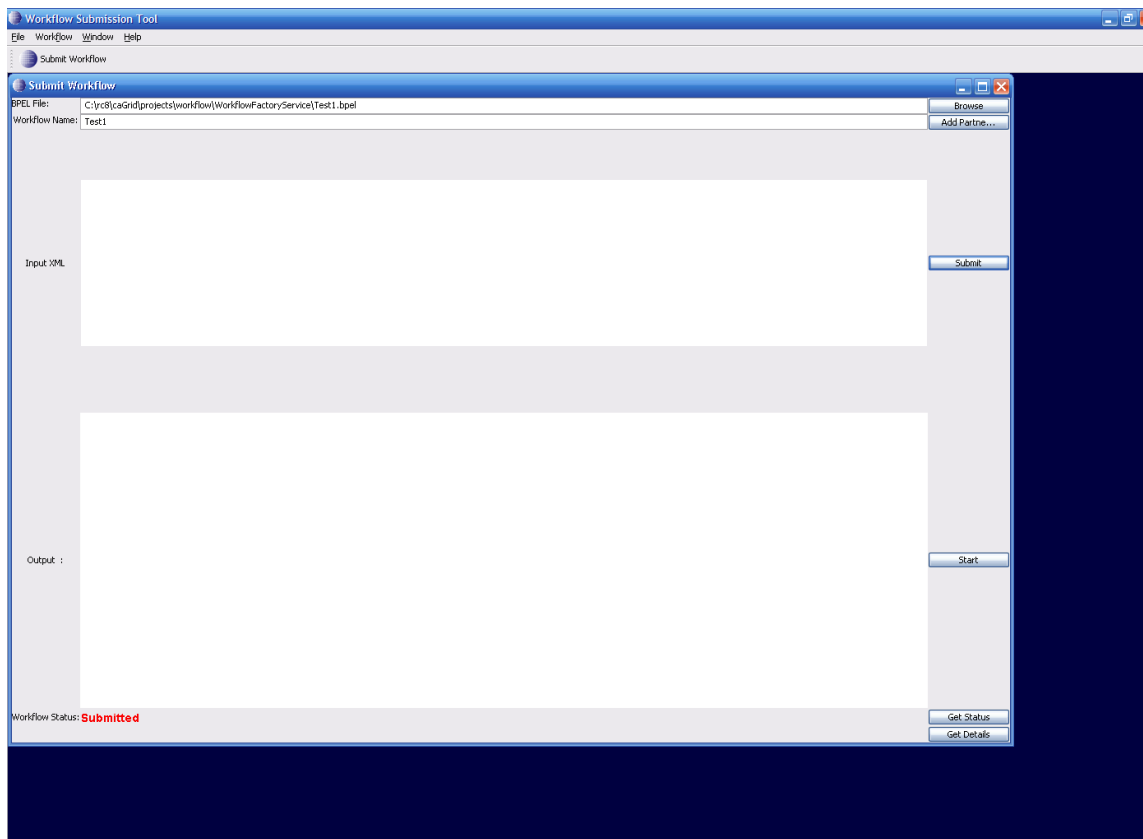 Workflow Submission Tool
File Workflow Window Help
Submit Workflow
Submit Workflow
BPEL File: C:\rc8\caGrid\projects\workflow\WorkflowFactoryService\Test1.bpel Browse
Workflow Name: Test1 Add Partne...
Input XML Submit
Output : Start
Workflow Status: Submitted Get Status
Get Details